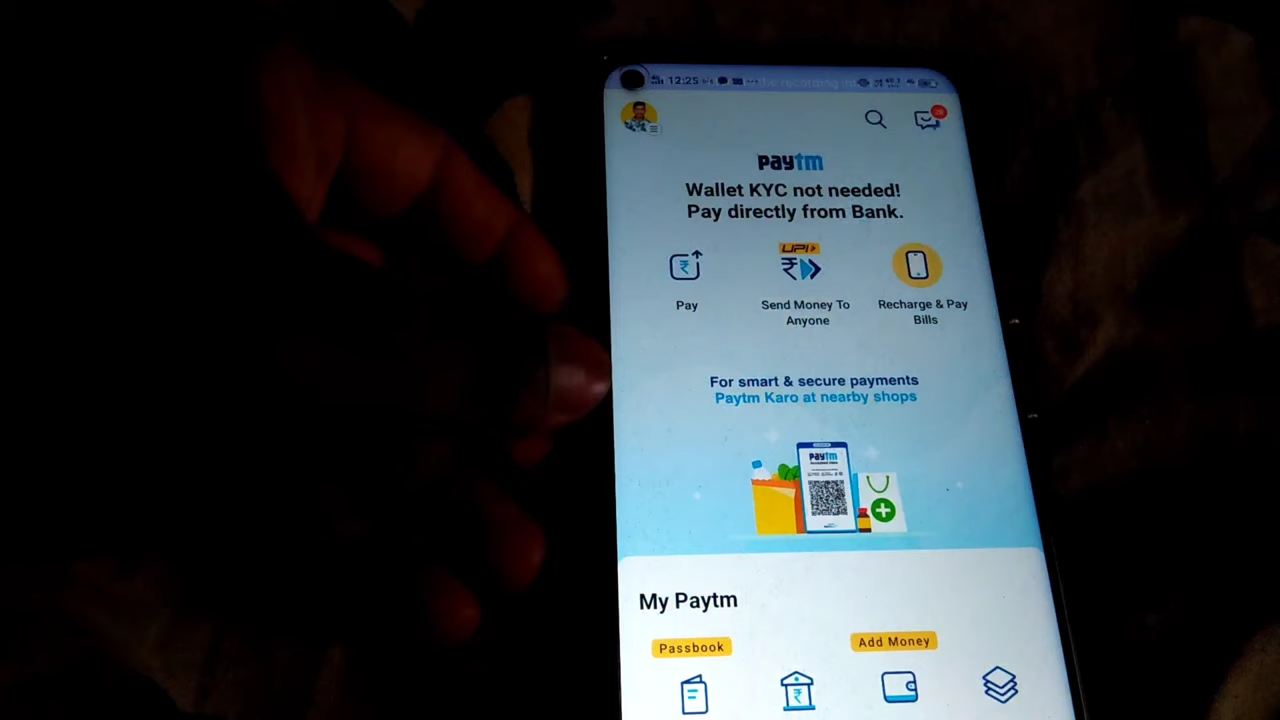 12:25
paytm
Wallet KYC not needed!
Pay directly from Bank.
UPI
Pay
Send Money To
Anyone
Recharge & Pay
Bills
For smart & secure payments
Paytm Karo at nearby shops
paytm
My Paytm
Passbook
Add Money